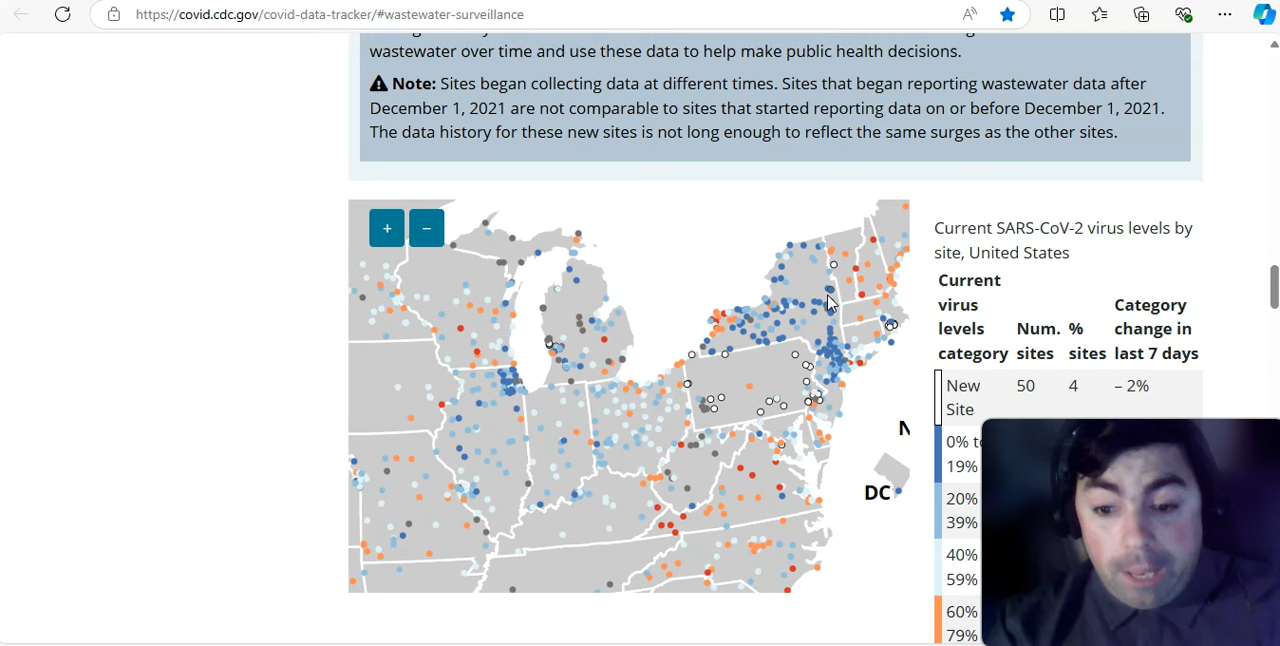 https://covid.cdc.gov/covid-data-tracker/#wastewater-surveillance
wastewater over time and use these data to help make public health decisions.
Note: Sites began collecting data at different times. Sites that began reporting wastewater data after
December 1, 2021 are not comparable to sites that started reporting data on or before December 1, 2021.
The data history for these new sites is not long enough to reflect the same surges as the other sites.
+ −
Current SARS-CoV-2 virus levels by
site, United States
Current
virus
levels
category
Num.
sites
%
sites
Category
change in
last 7 days
New
Site
50
4
– 2%
0% to
19%
20%
39%
40%
59%
60%
79%
N
DC